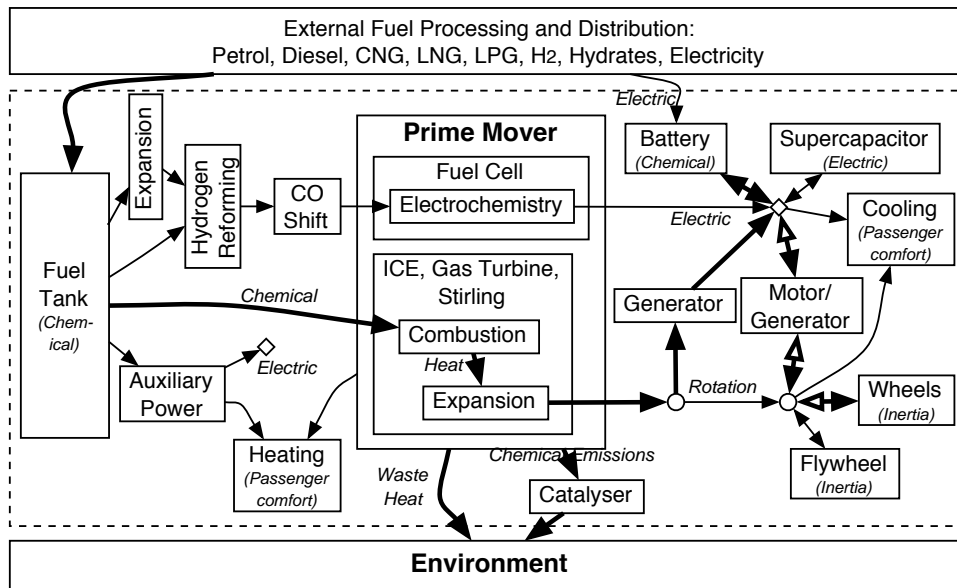 External Fuel Processing and Distribution:
Petrol, Diesel, CNG, LNG, LPG, H2, Hydrates, Electricity
Electric
Expansion
Hydrogen
Reforming
CO
Shift
Prime Mover
Fuel Cell
Electrochemistry
Battery
(Chemical)
Supercapacitor
(Electric)
Electric
Cooling
(Passenger
comfort)
Fuel
Tank
(Chem-
ical)
Chemical
ICE, Gas Turbine,
Stirling
Combustion
Heat
Expansion
Generator
Motor/
Generator
Electric
Auxiliary
Power
Rotation
Wheels
(Inertia)
Heating
(Passenger
comfort)
Flywheel
(Inertia)
Waste
Heat
Chemical Emissions
Catalyser
Environment